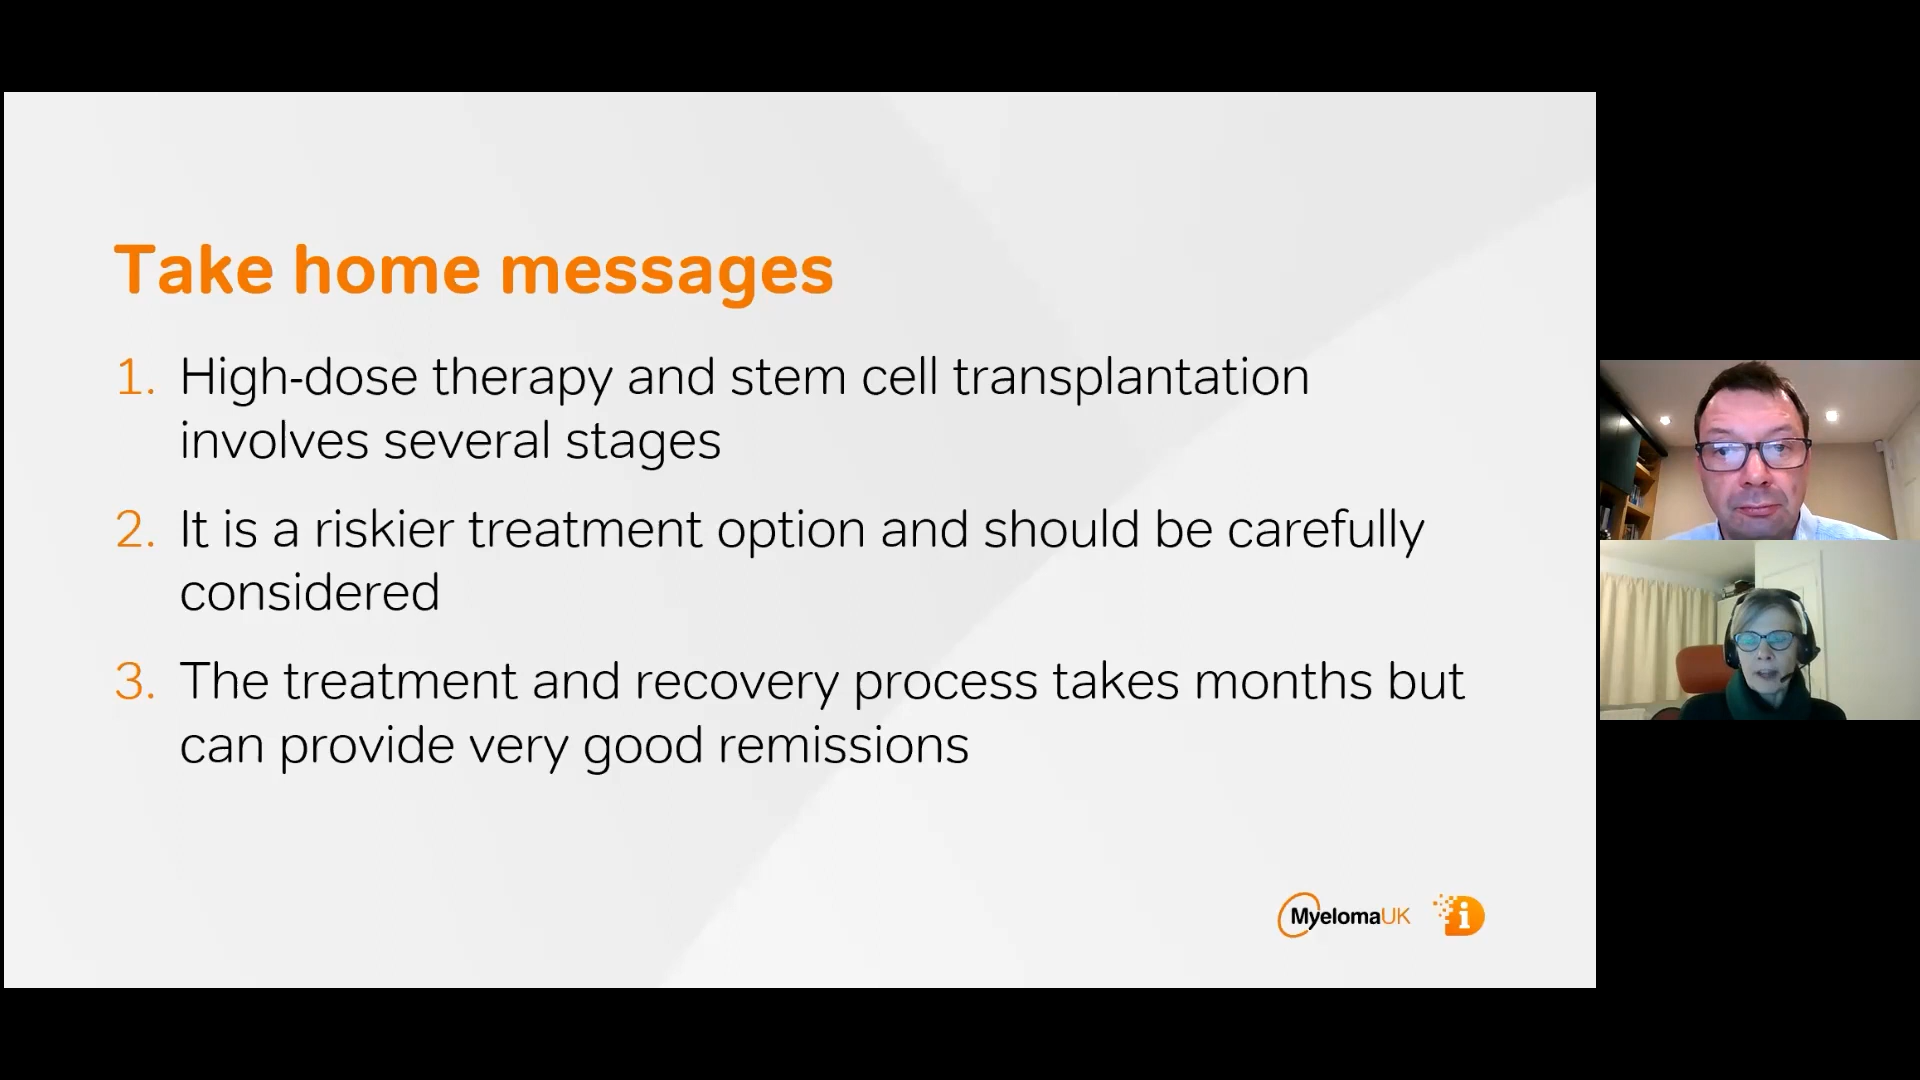 Take home messages
1. High-dose therapy and stem cell transplantation
involves several stages
2. It is a riskier treatment option and should be carefully
considered
3. The treatment and recovery process takes months but
can provide very good remissions
MyelomaUK
i